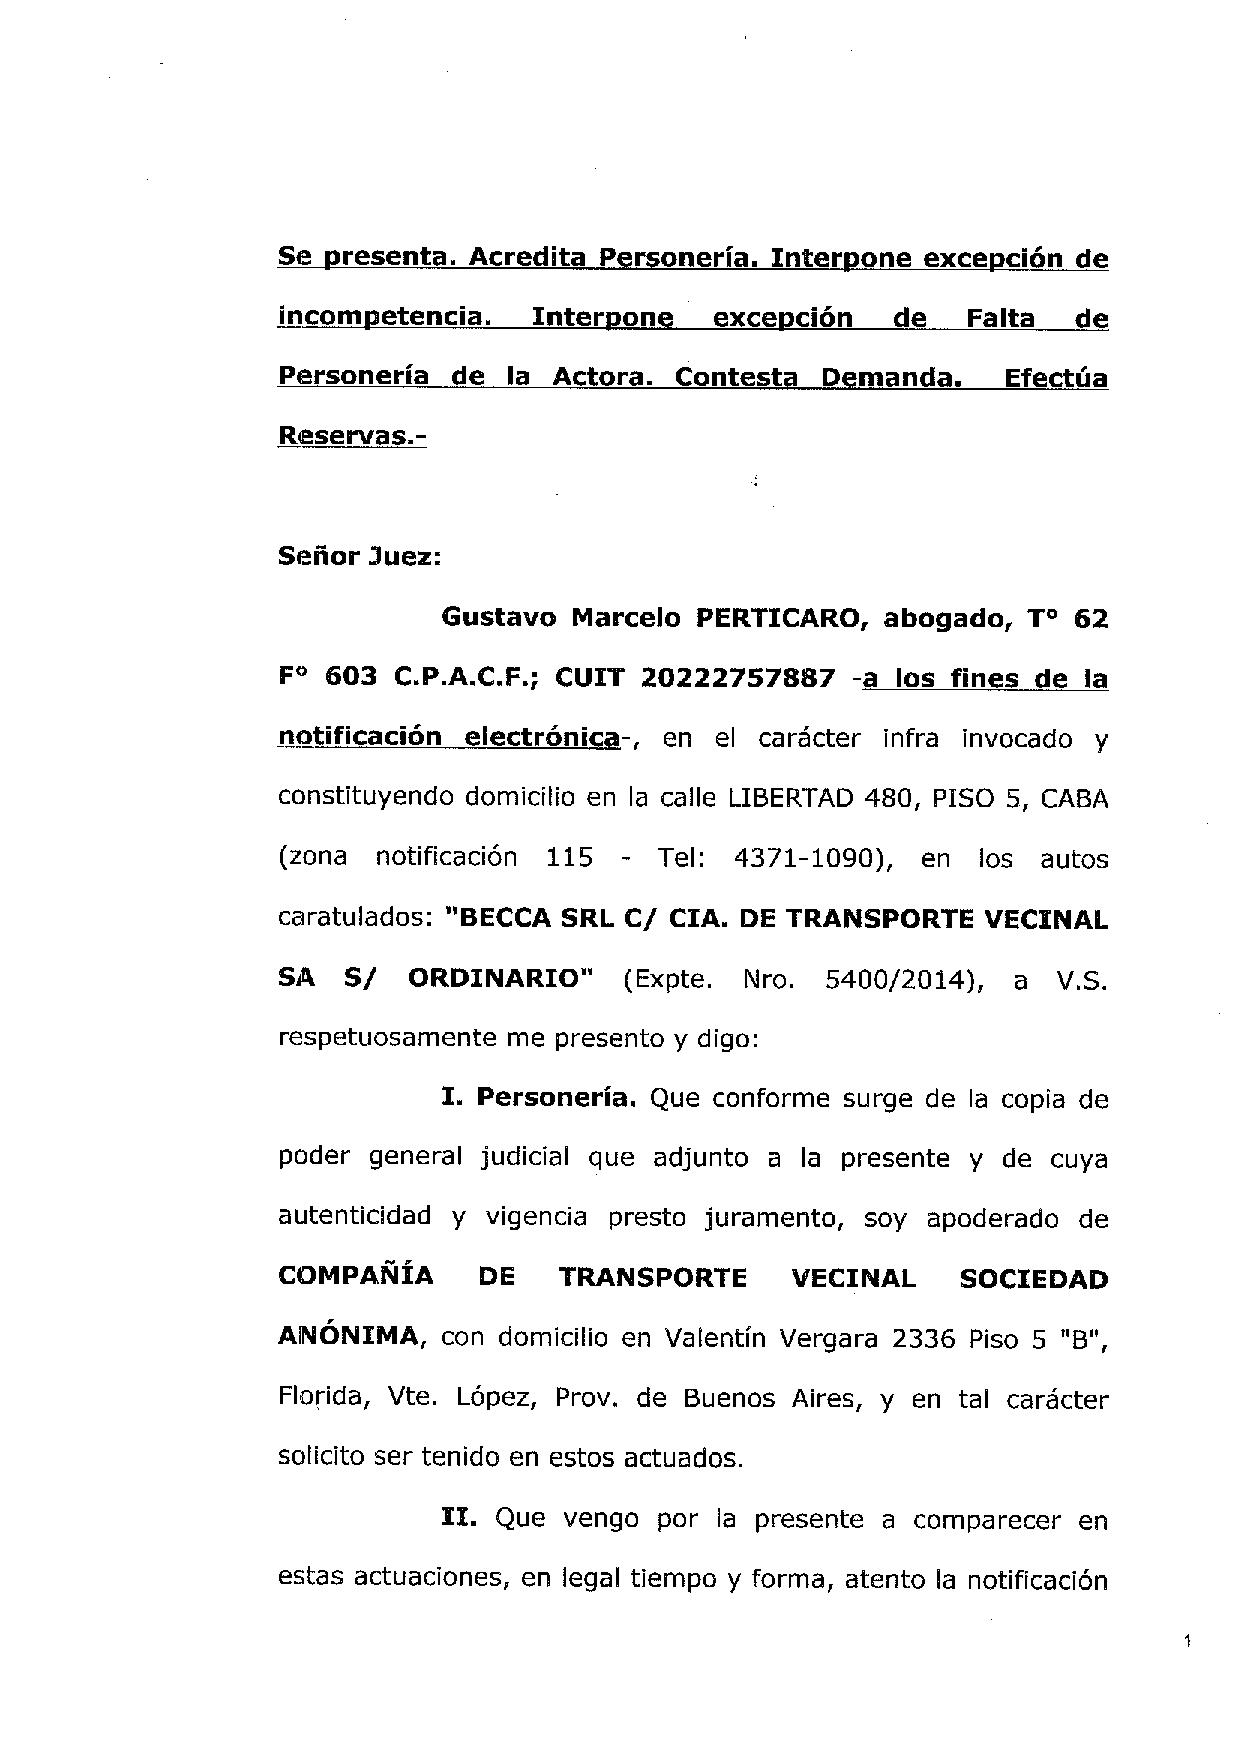 Se presenta. Acredita Personería. Interpone excepción de
incompetencia. Interpone excepción de Falta de
Personería de la Actora. Contesta Demanda. Efectúa
Reservas.-
Señor Juez:
Gustavo Marcelo PERTICARO, abogado, Tº 62
Fº 603 C.P.A.C.F.; CUIT 20222757887 -a los fines de la
notificación electrónica-, en el carácter infra invocado y
constituyendo domicilio en la calle LIBERTAD 480, PISO 5, CABA
(zona notificación 115 - Tel: 4371-1090), en los autos
caratulados: "BECCA SRL C/ CIA. DE TRANSPORTE VECINAL
SA S/ ORDINARIO" (Expte. Nro. 5400/2014), a V.S.
respetuosamente me presento y digo:
I. Personería. Que conforme surge de la copia de
poder general judicial que adjunto a la presente y de cuya
autenticidad y vigencia presto juramento, soy apoderado de
COMPAÑÍA DE TRANSPORTE VECINAL SOCIEDAD
ANÓNIMA, con domicilio en Valentín Vergara 2336 Piso 5 "B",
Florida, Vte. López, Prov. de Buenos Aires, y en tal carácter
solicito ser tenido en estos actuados.
II. Que vengo por la presente a comparecer en
estas actuaciones, en legal tiempo y forma, atento la notificación
1